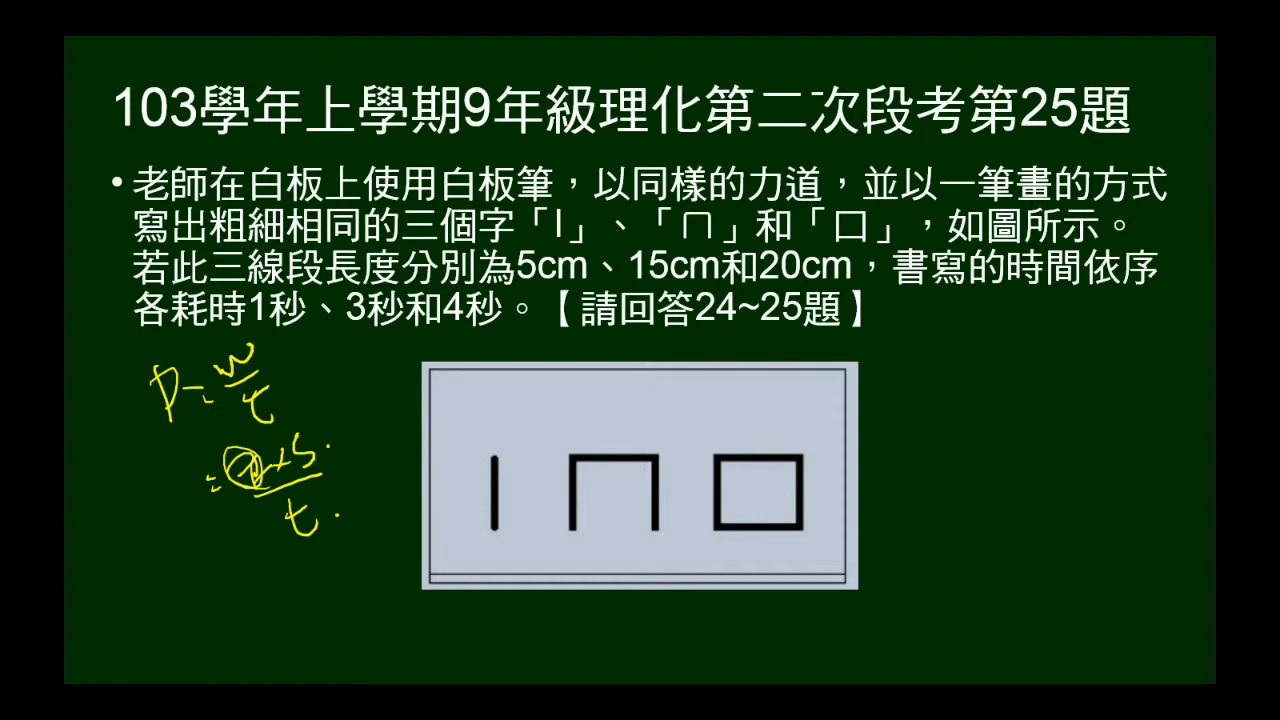 103學年上學期9年級理化第二次段考第25題
•老師在白板上使用白板筆，以同樣的力道，並以一筆畫的方式
寫出粗細相同的三個字「l」、「ㄇ」和「口」，如圖所示。
若此三線段長度分別為5cm、15cm和20cm，書寫的時間依序
各耗時1秒、3秒和4秒。【請回答24~25題】
P=W/t